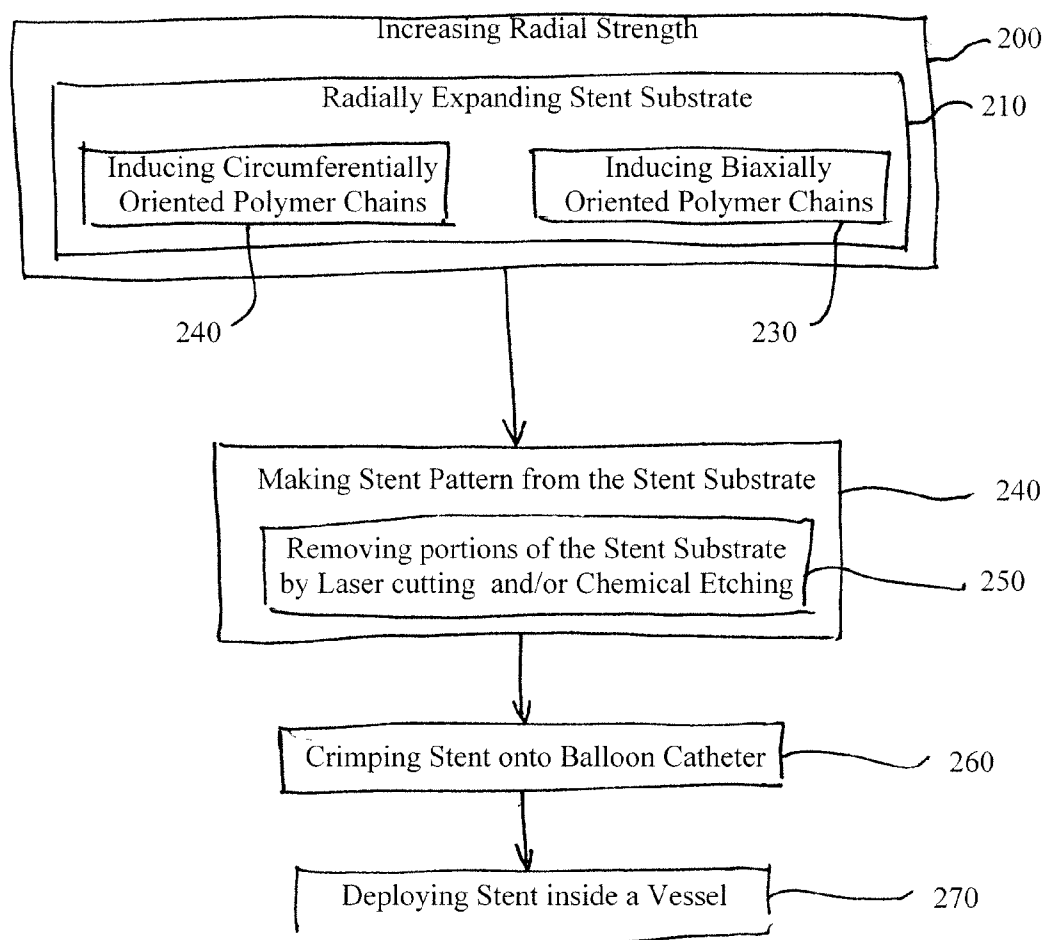 Increasing Radial Strength
200
Radially Expanding Stent Substrate
210
Inducing Circumferentially
Oriented Polymer Chains
Inducing Biaxially
Oriented Polymer Chains
240
230
Making Stent Pattern from the Stent Substrate
240
Removing portions of the Stent Substrate
by Laser cutting and/or Chemical Etching
250
Crimping Stent onto Balloon Catheter
260
Deploying Stent inside a Vessel
270